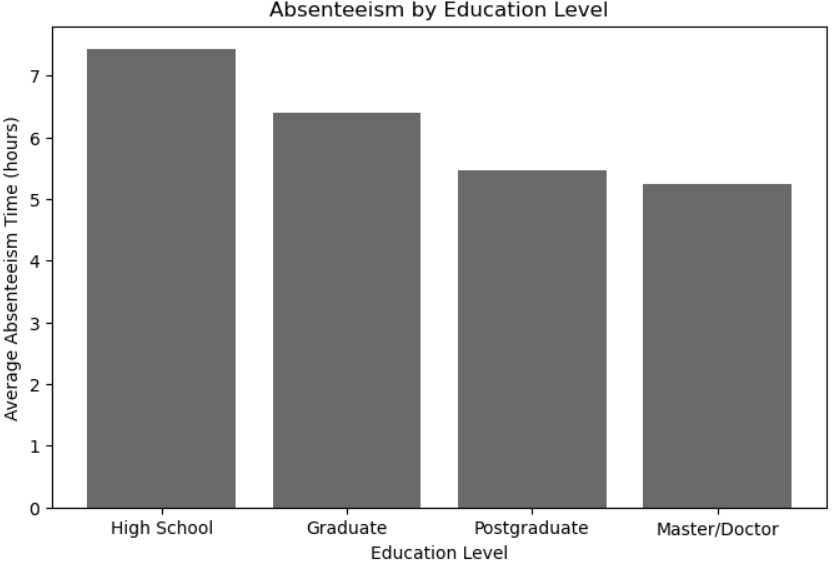 Absenteeism by Education Level
Average Absenteeism Time (hours)
7
6
5
4
3
2
1
0
High School Graduate Postgraduate Master/Doctor
Education Level